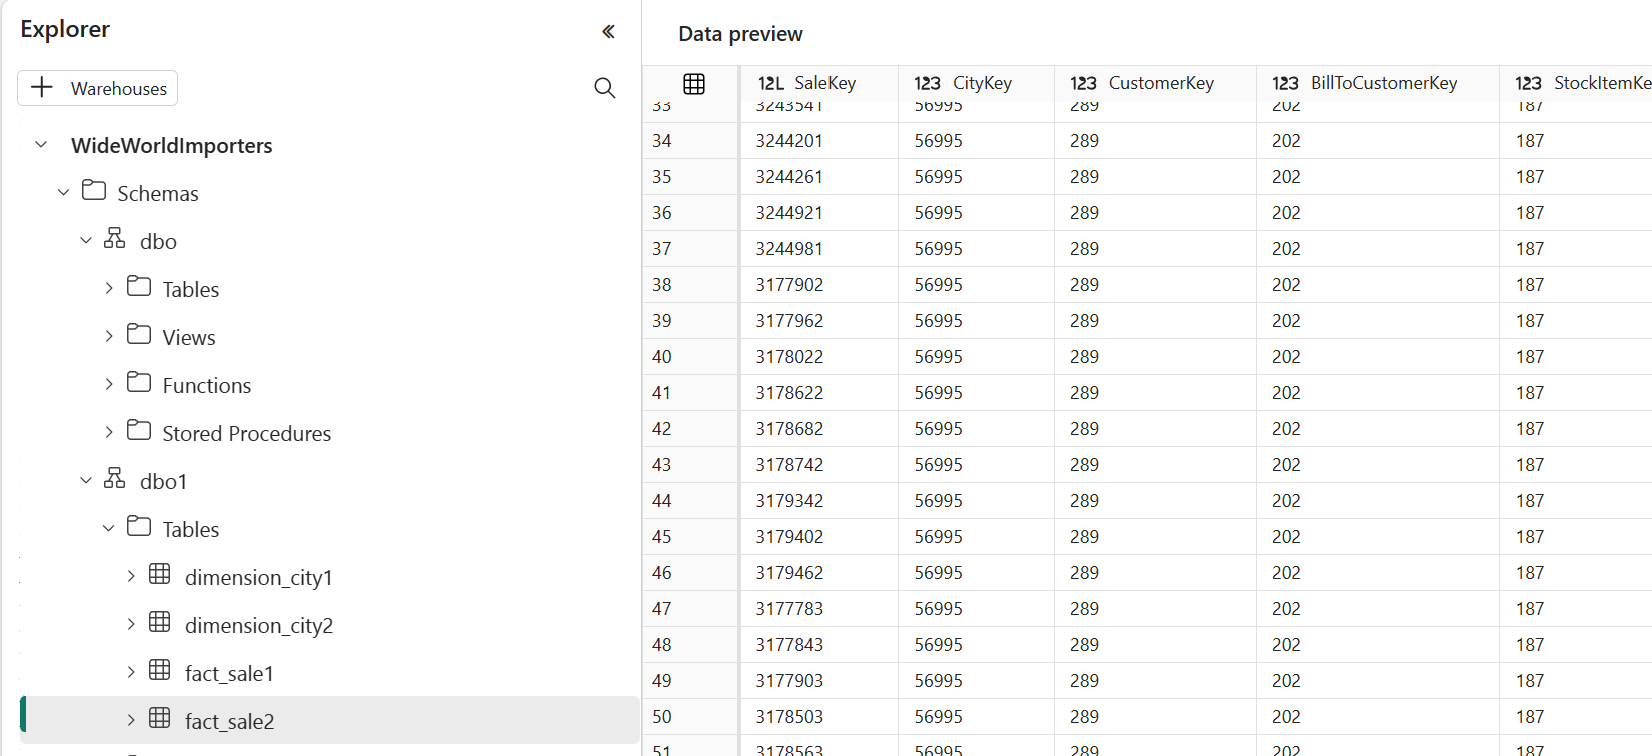 Explorer
Warehouses
WideWorldImporters
Schemas
dbo
Tables
Views
Functions
Stored Procedures
dbo1
Tables
dimension_city1
dimension_city2
fact_sale1
fact_sale2
Data preview
12L SaleKey 123 CityKey 123 CustomerKey 123 BillToCustomerKey 123 StockItemKe
33 3243541 56995 289 202 187
34 3244201 56995 289 202 187
35 3244261 56995 289 202 187
36 3244921 56995 289 202 187
37 3244981 56995 289 202 187
38 3177902 56995 289 202 187
39 3177962 56995 289 202 187
40 3178022 56995 289 202 187
41 3178622 56995 289 202 187
42 3178682 56995 289 202 187
43 3178742 56995 289 202 187
44 3179342 56995 289 202 187
45 3179402 56995 289 202 187
46 3179462 56995 289 202 187
47 3177783 56995 289 202 187
48 3177843 56995 289 202 187
49 3177903 56995 289 202 187
50 3178503 56995 289 202 187
51 3178563 56995 289 202 187